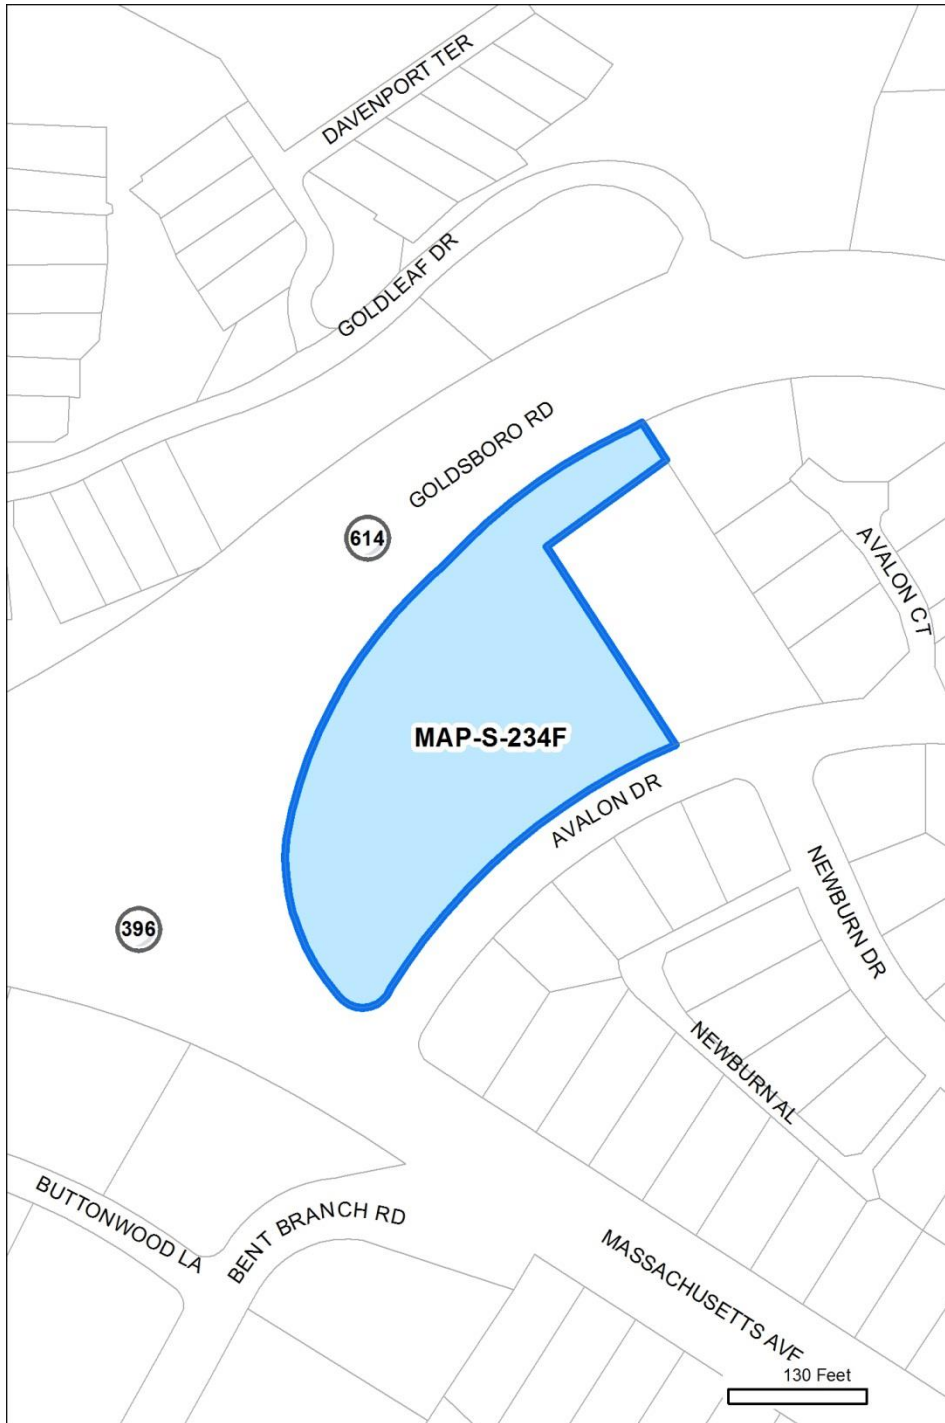 DAVENPORT TER
GOLDLEAF DR
GOLDSBORO RD
614
AVALON CT
MAP-S-234F
AVALON DR
NEWBURN DR
396
NEWBURN AL
BUTTONWOOD LA
BENT BRANCH RD
MASSACHUSETTS AVE
130 Feet